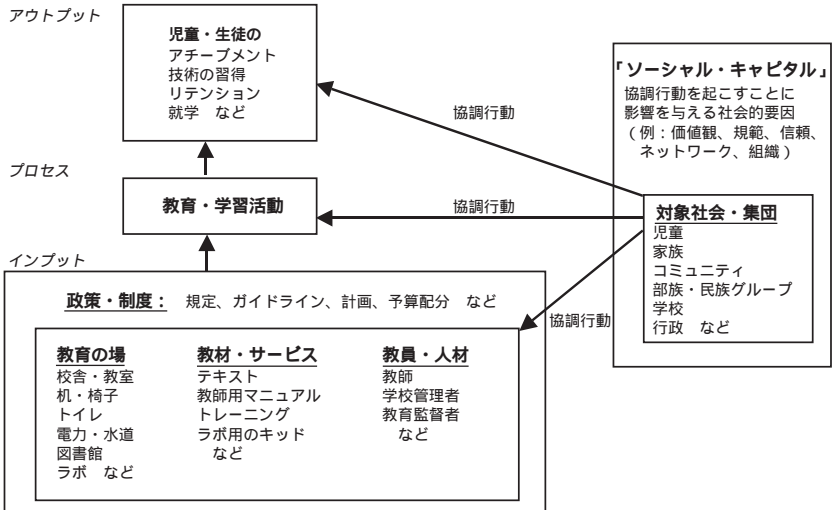 アウトプット
児童・生徒の
アチーブメント
技術の習得
リテンション
就学　など
プロセス
教育・学習活動
インプット
政策・制度：　規定、ガイドライン、計画、予算配分　など
教育の場
校舎・教室
机・椅子
トイレ
電力・水道
図書館
ラボ　など
教材・サービス
テキスト
教師用マニュアル
トレーニング
ラボ用のキッド
など
教員・人材
教師
学校管理者
教育監督者
など
協調行動
協調行動
協調行動
「ソーシャル・キャピタル」
協調行動を起こすことに
影響を与える社会的要因
（例：価値観、規範、信頼、
ネットワーク、組織）
対象社会・集団
児童
家族
コミュニティ
部族・民族グループ
学校
行政　など